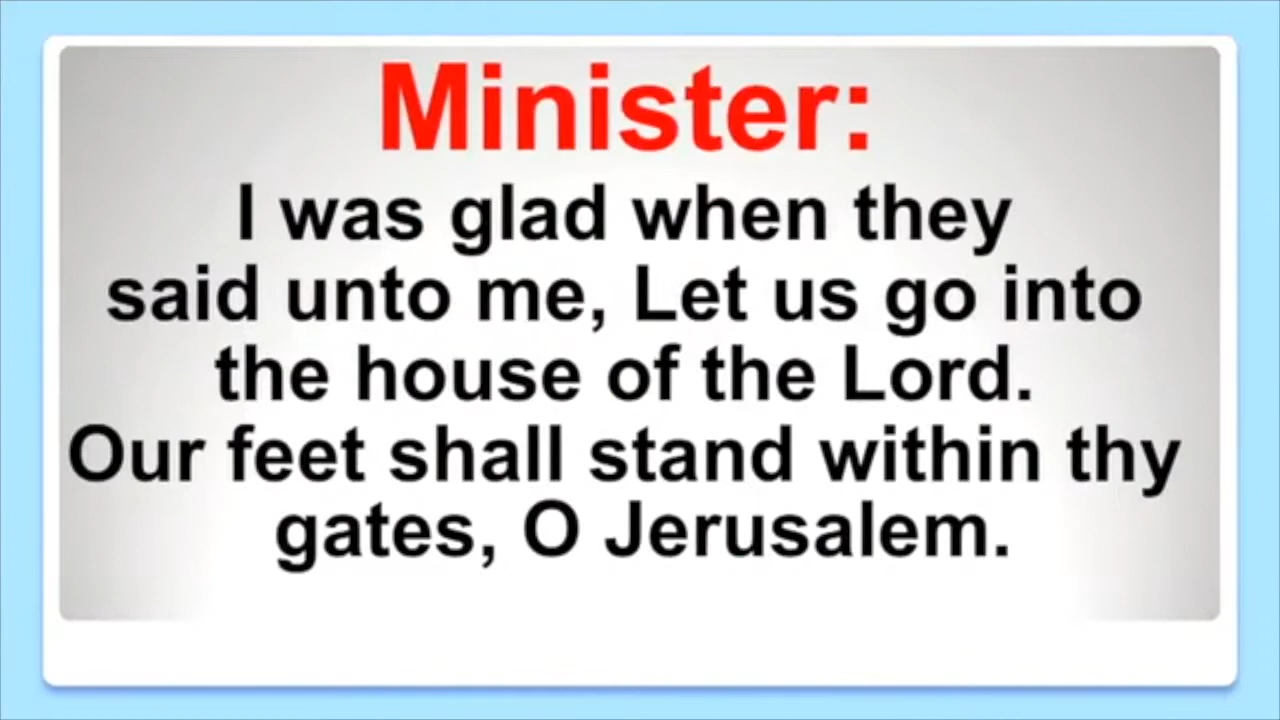 Minister:
I was glad when they
said unto me, Let us go into
the house of the Lord.
Our feet shall stand within thy
gates, O Jerusalem.